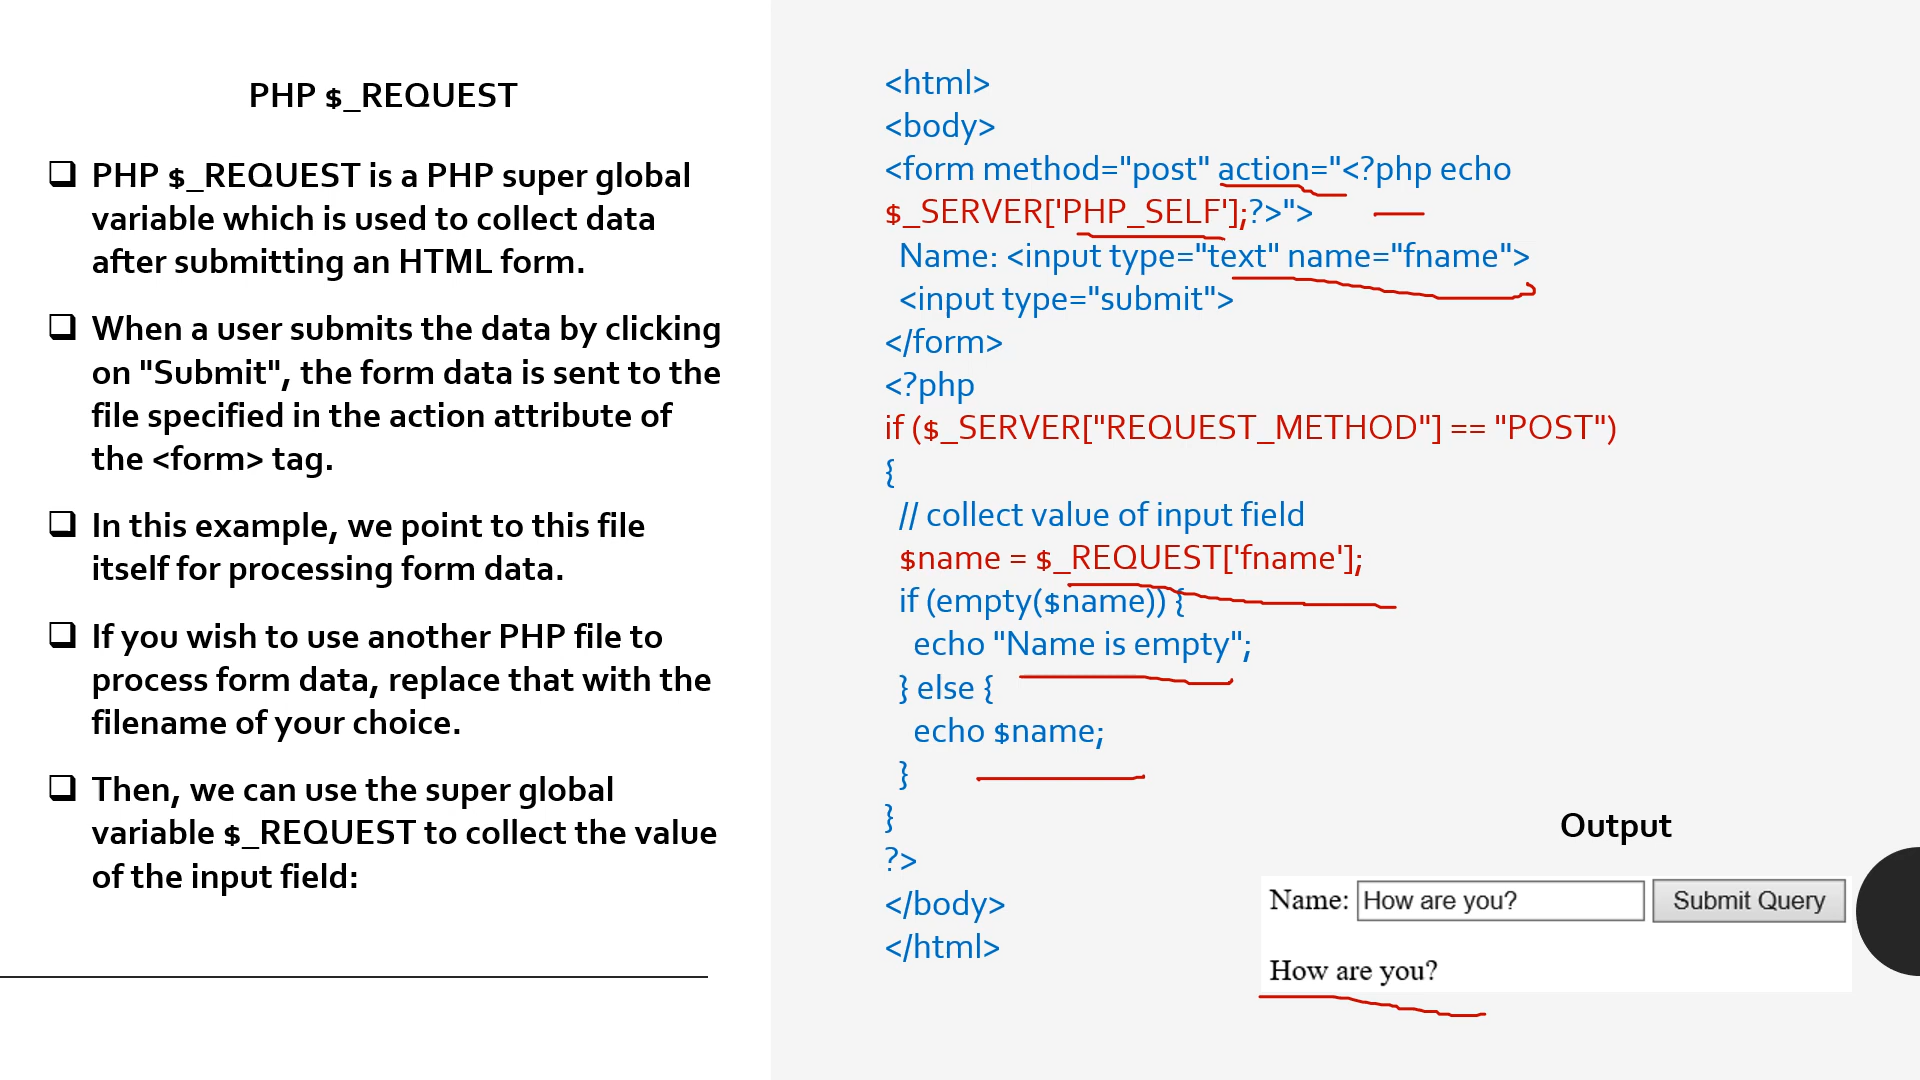 PHP $_REQUEST
❑ PHP $_REQUEST is a PHP super global
variable which is used to collect data
after submitting an HTML form.
❑ When a user submits the data by clicking
on "Submit", the form data is sent to the
file specified in the action attribute of
the <form> tag.
❑ In this example, we point to this file
itself for processing form data.
❑ If you wish to use another PHP file to
process form data, replace that with the
filename of your choice.
❑ Then, we can use the super global
variable $_REQUEST to collect the value
of the input field:
<html>
<body>
<form method="post" action="<?php echo
$_SERVER['PHP_SELF'];?>">
Name: <input type="text" name="fname">
<input type="submit">
</form>
<?php
if ($_SERVER["REQUEST_METHOD"] == "POST")
{
// collect value of input field
$name = $_REQUEST['fname'];
if (empty($name)) {
echo "Name is empty";
} else {
echo $name;
}
}
?>
</body>
</html>
Output
Name: How are you? Submit Query
How are you?